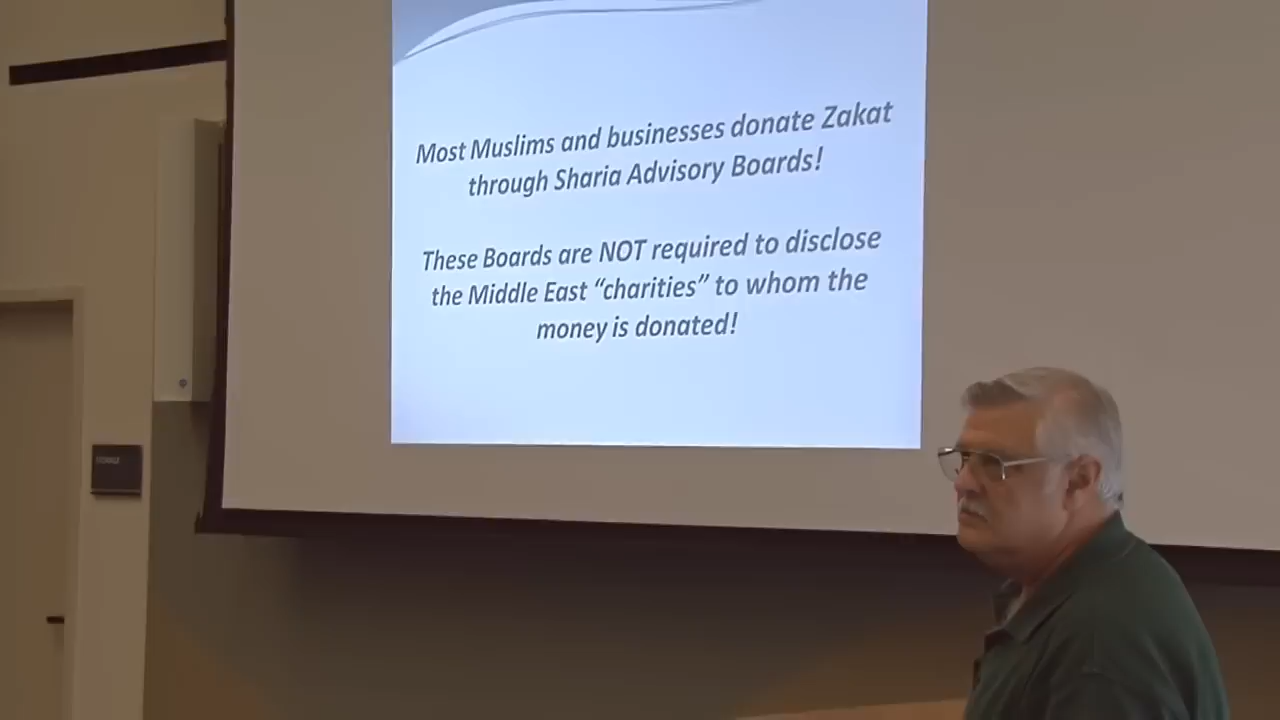 Most Muslims and businesses donate Zakat
through Sharia Advisory Boards!
These Boards are NOT required to disclose
the Middle East “charities” to whom the
money is donated!